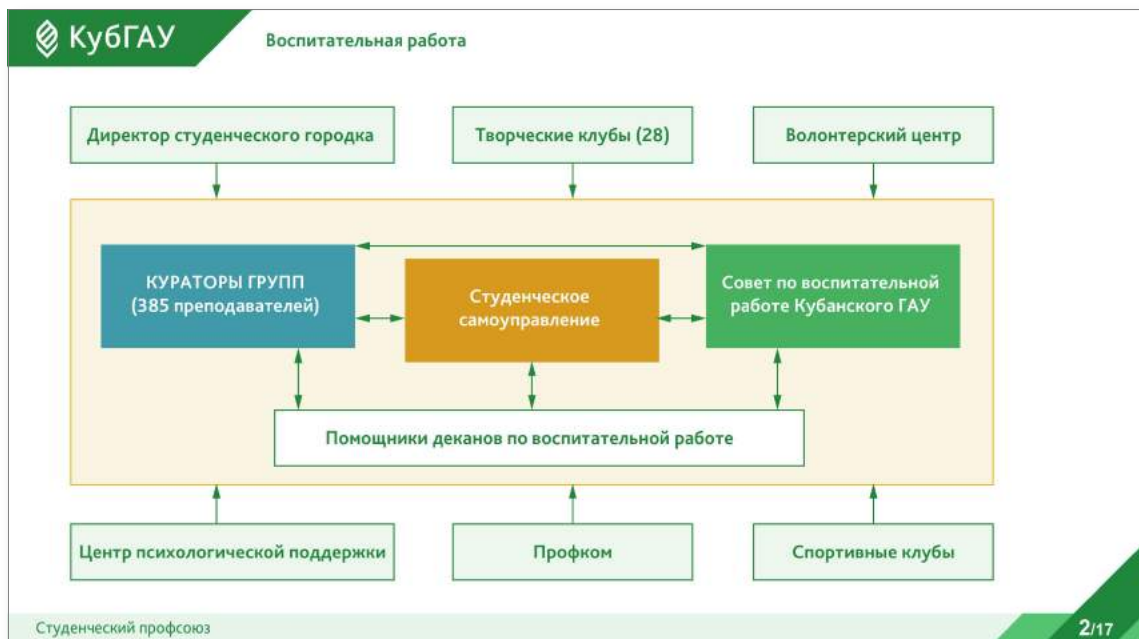 КубГАУ
Воспитательная работа
Директор студенческого городка
Творческие клубы (28)
Волонтерский центр
КУРАТОРЫ ГРУПП
(385 преподавателей)
Студенческое
самоуправление
Совет по воспитательной
работе Кубанского ГАУ
Помощники деканов по воспитательной работе
Центр психологической поддержки
Профком
Спортивные клубы
Студенческий профсоюз
2/17